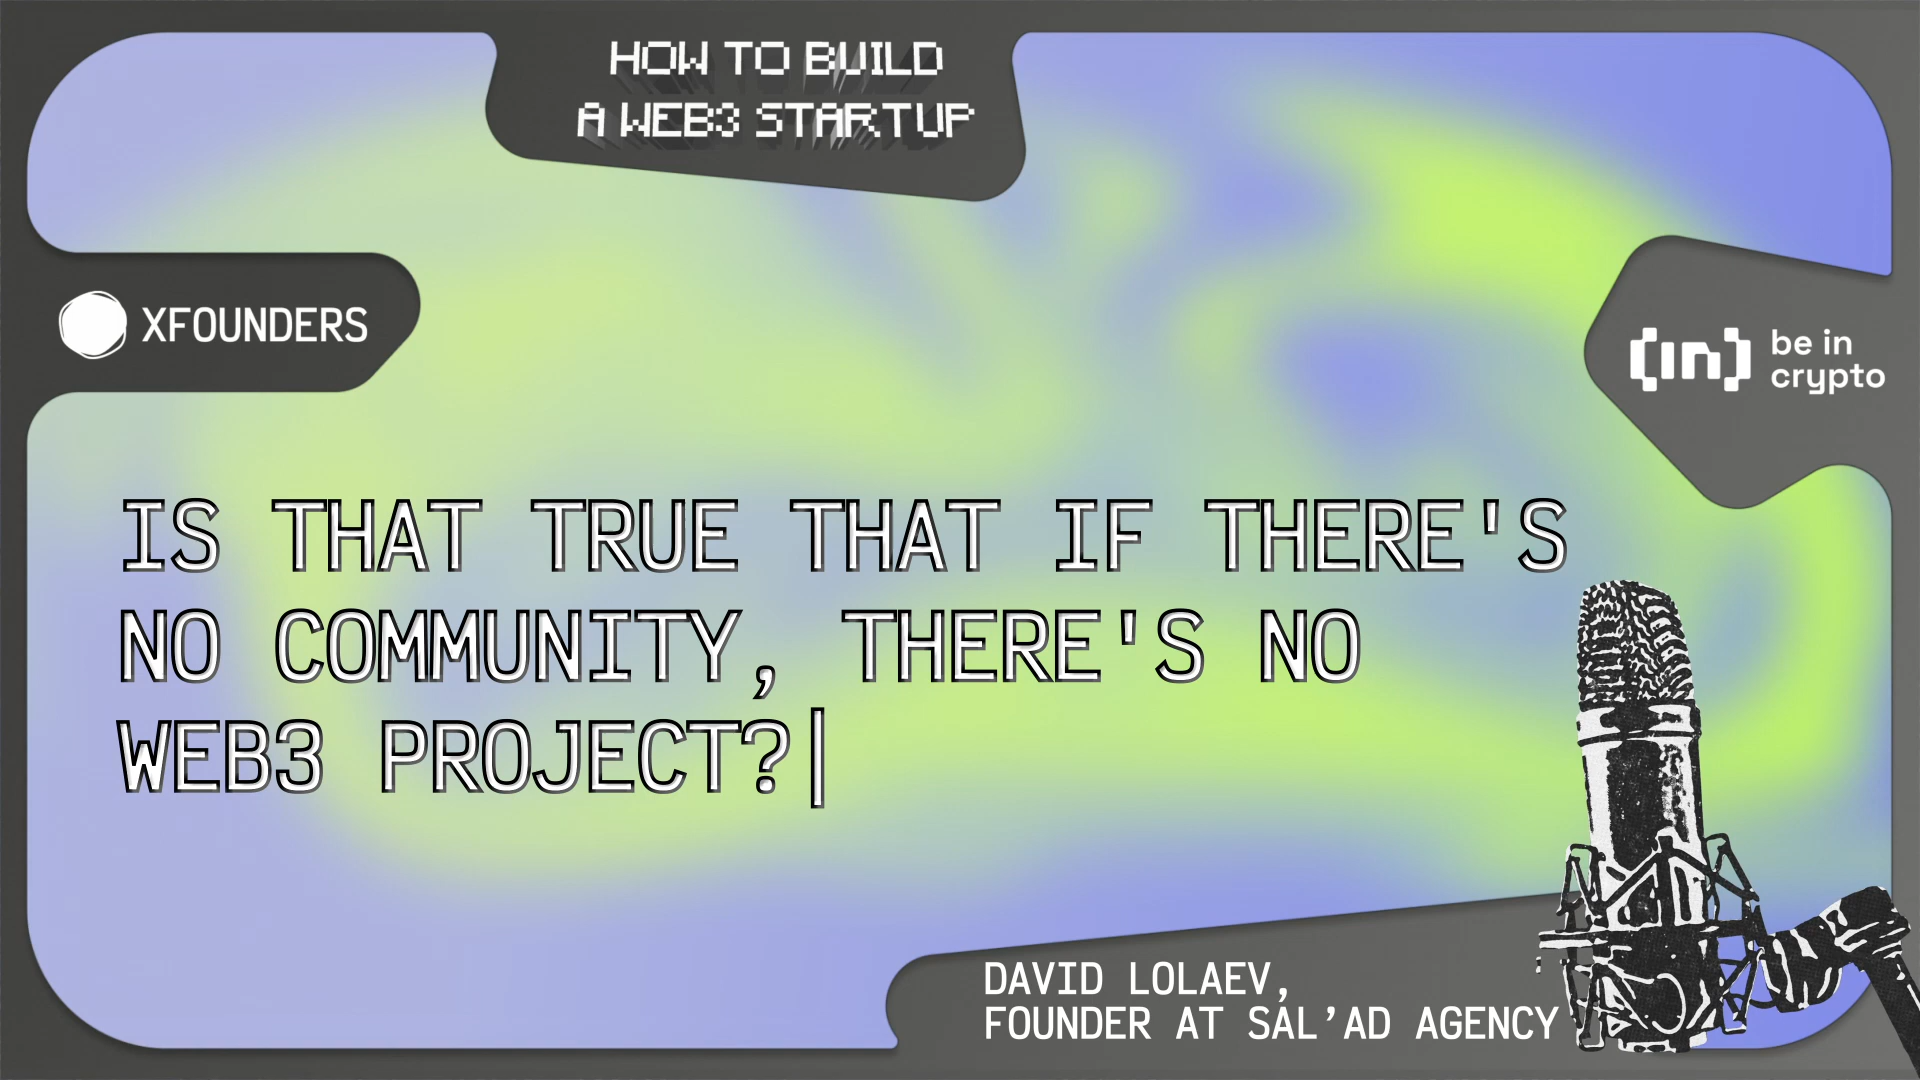 HOW TO BUILD
A WEB3 STARTUP
XFOUNDERS
[in] be in
crypto
IS THAT TRUE THAT IF THERE'S
NO COMMUNITY, THERE'S NO
WEB3 PROJECT?|
DAVID LOLAEV,
FOUNDER AT SAL’AD AGENCY